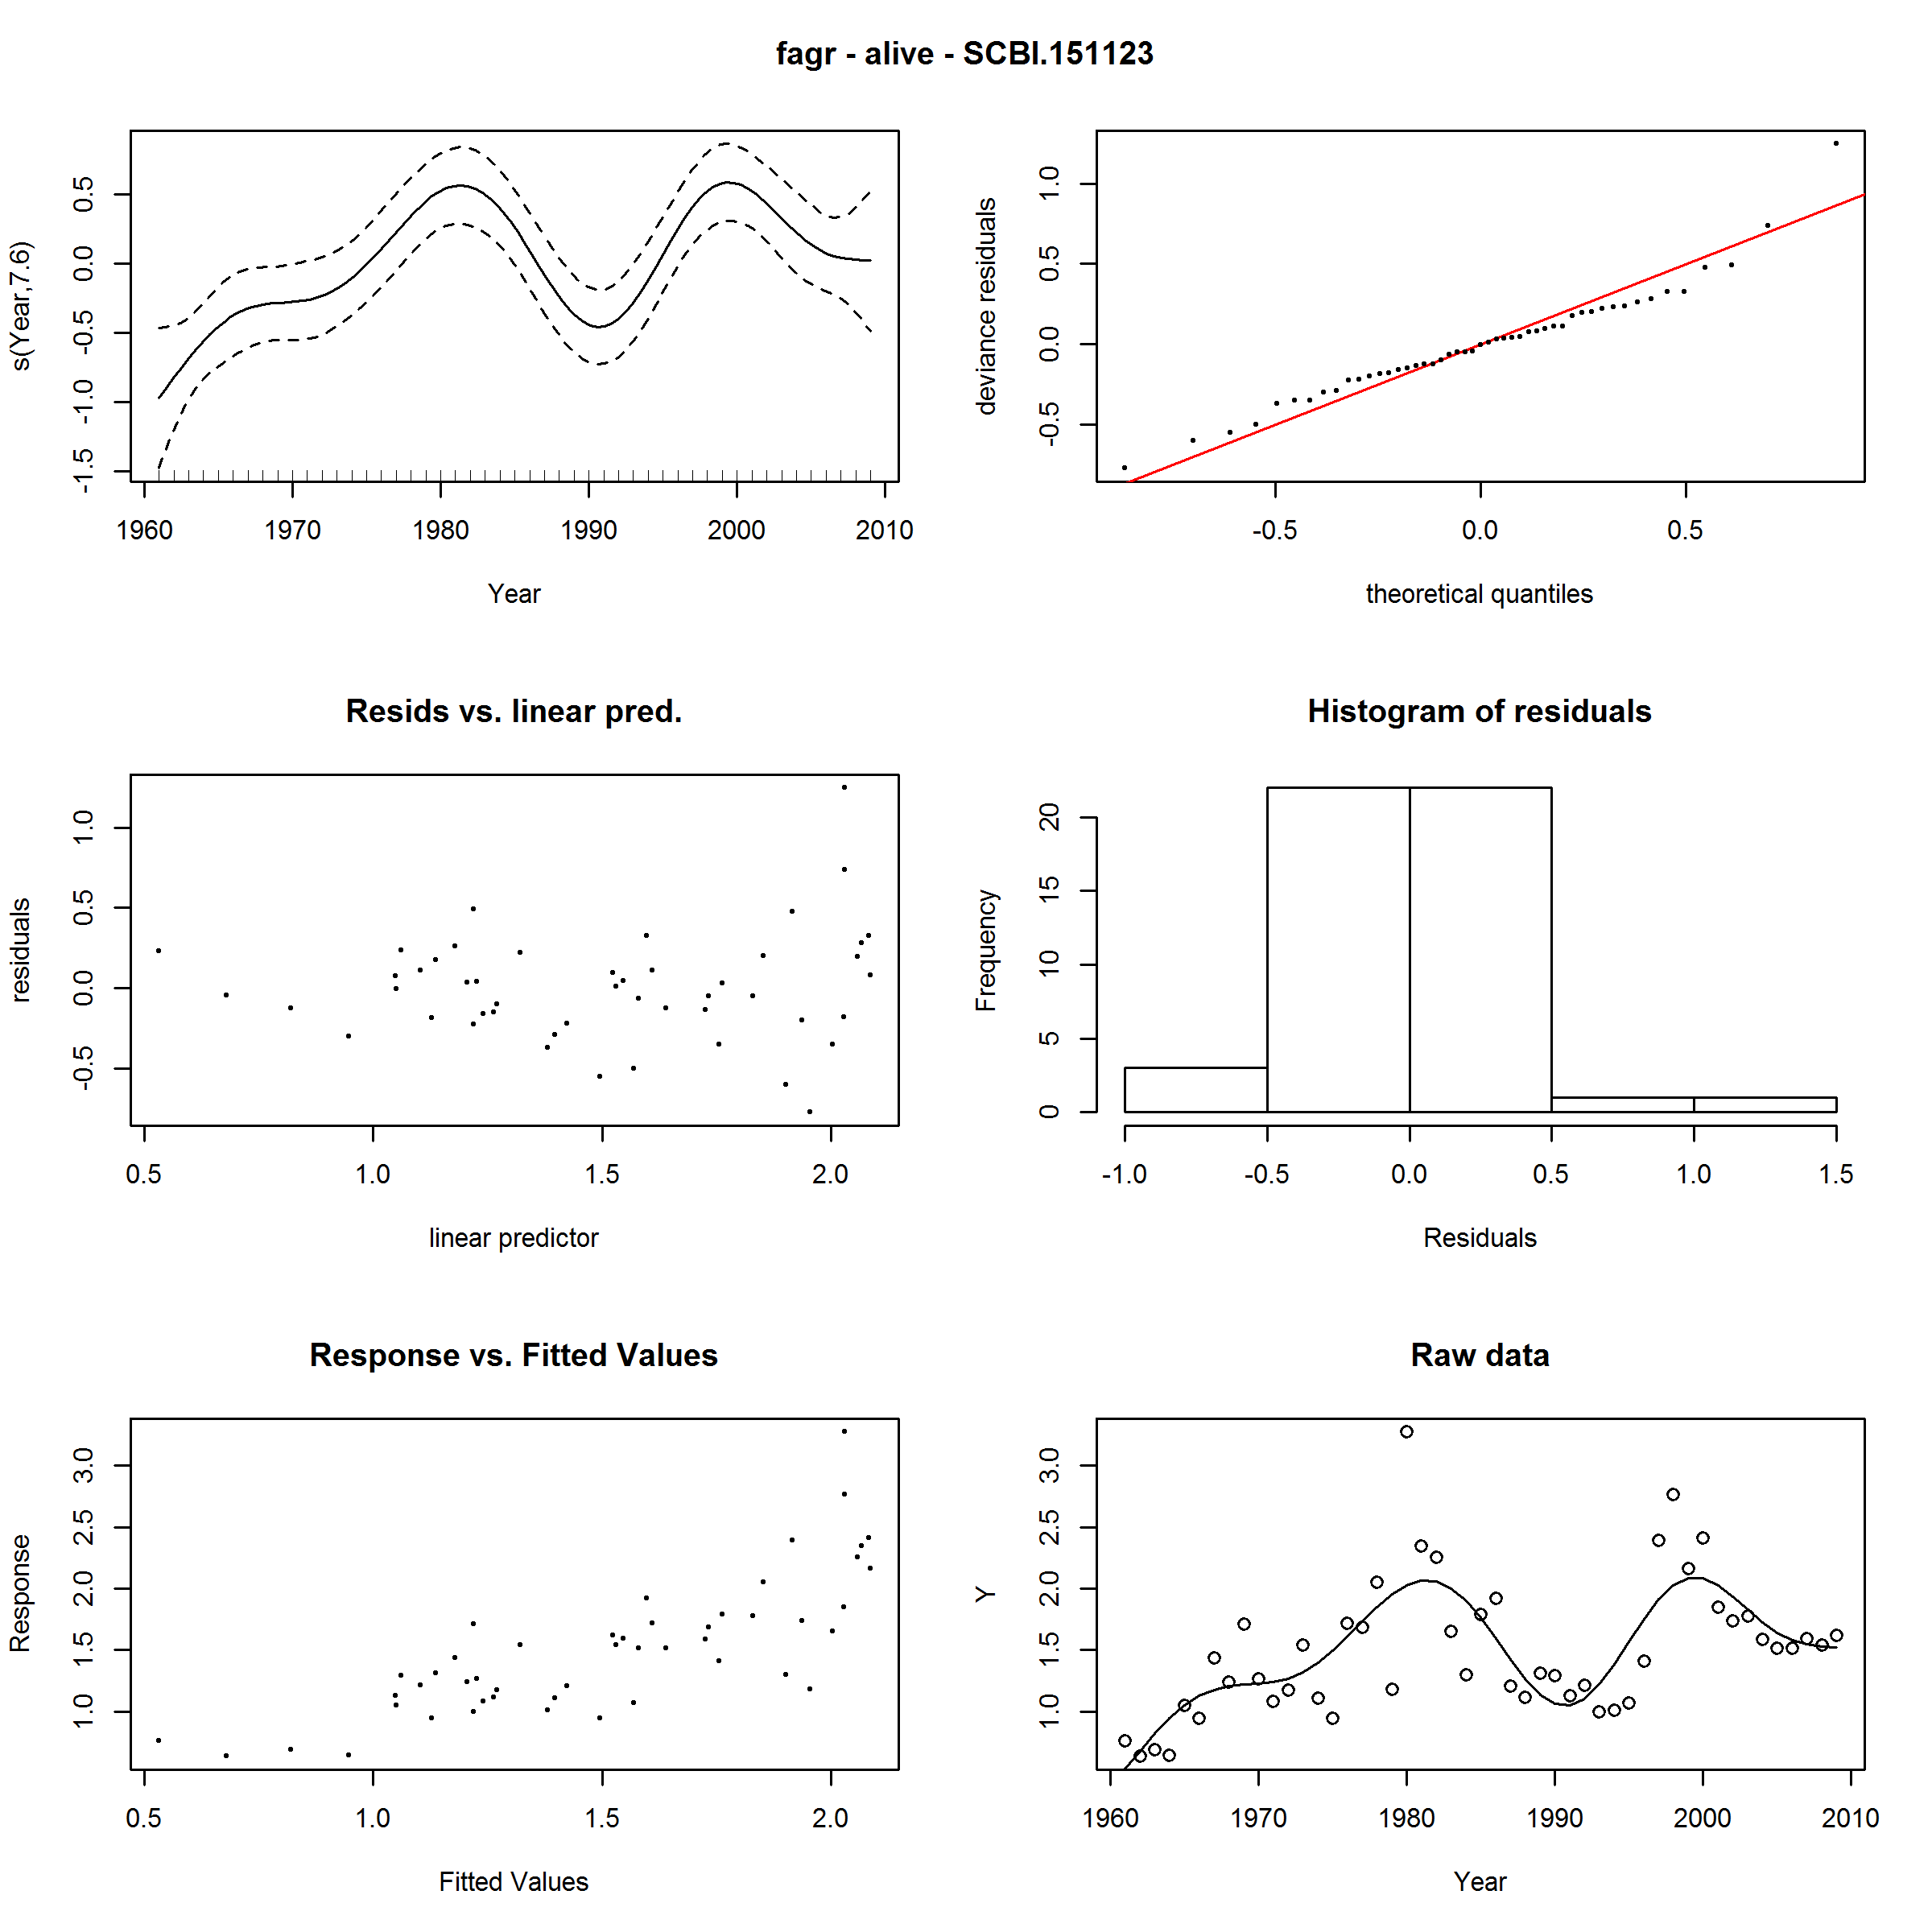 fagr - alive - SCBI.151123
s(Year,7.6)
-1.5 -1.0 -0.5 0.0 0.5
1960 1970 1980 1990 2000 2010
Year
deviance residuals
-0.5 0.0 0.5 1.0
-0.5 0.0 0.5
theoretical quantiles
Resids vs. linear pred.
residuals
-0.5 0.0 0.5 1.0
0.5 1.0 1.5 2.0
linear predictor
Histogram of residuals
Frequency
0 5 10 15 20
-1.0 -0.5 0.0 0.5 1.0 1.5
Residuals
Response vs. Fitted Values
Response
1.0 1.5 2.0 2.5 3.0
0.5 1.0 1.5 2.0
Fitted Values
Raw data
Y
1.0 1.5 2.0 2.5 3.0
1960 1970 1980 1990 2000 2010
Year